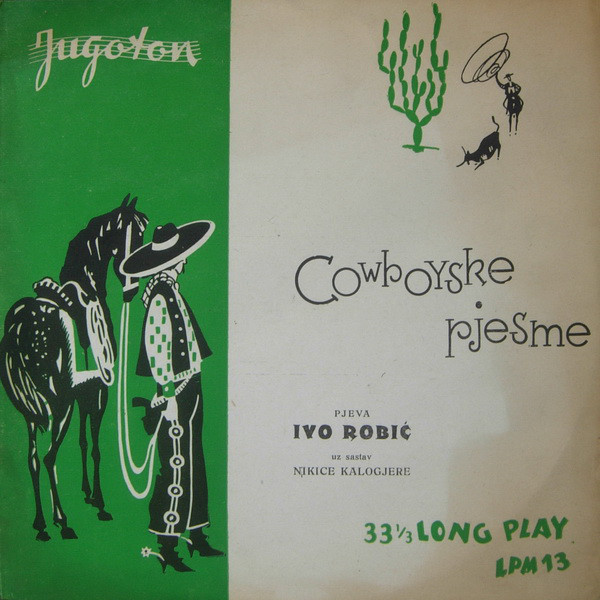 Jugoton
Cowboyske
pjesme
PJEVA
IVO ROBIĆ
uz sastav
NIKICE KALOGJERE
33⅓ LONG PLAY
LPM 13